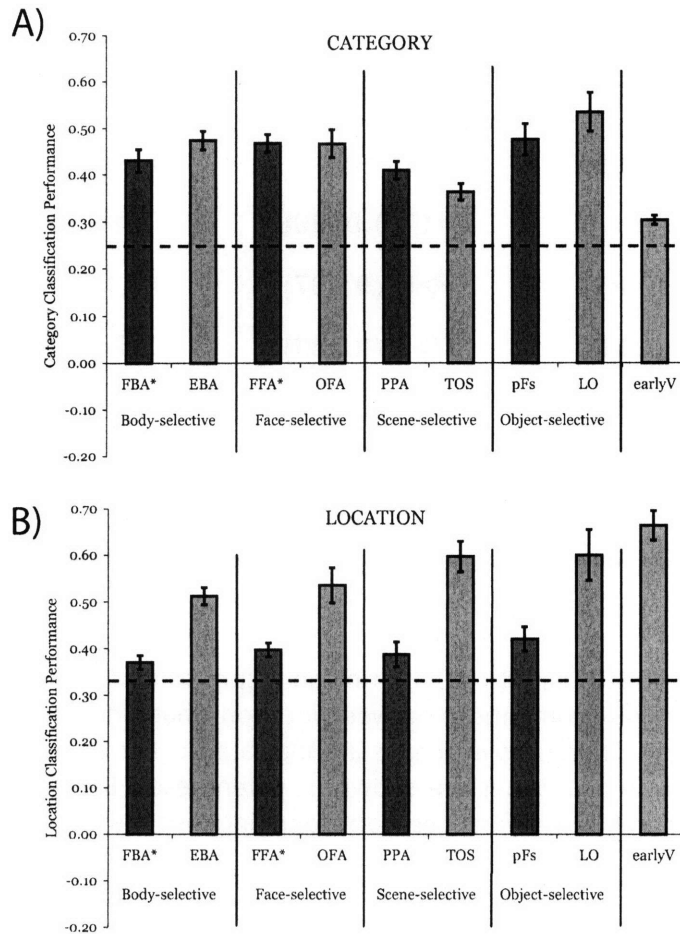 A)
CATEGORY
Category Classification Performance
0.70
0.60
0.50
0.40
0.30
0.20
0.10
0.00
-0.10
-0.20
FBA* EBA FFA* OFA PPA TOS pFs LO earlyV
Body-selective Face-selective Scene-selective Object-selective
B)
LOCATION
Location Classification Performance
0.70
0.60
0.50
0.40
0.30
0.20
0.10
0.00
-0.10
-0.20
FBA* EBA FFA* OFA PPA TOS pFs LO earlyV
Body-selective Face-selective Scene-selective Object-selective